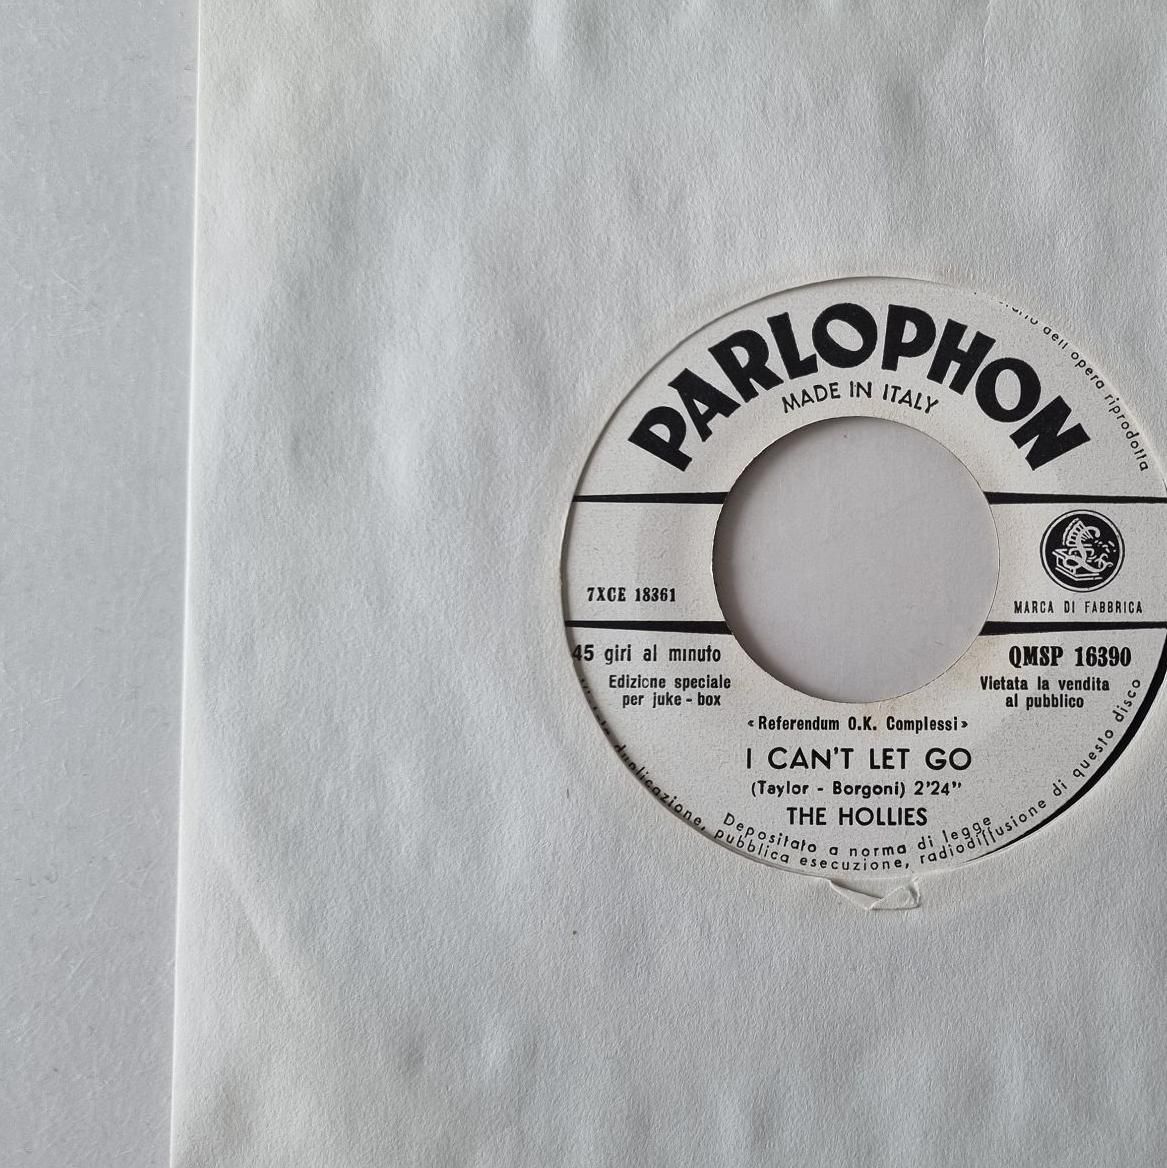 PARLOPHON
MADE IN ITALY
dell'opera riprodotta
7XCE 18361
MARCA DI FABBRICA
45 giri al minuto
QMSP 16390
Edizione speciale
per juke-box
Vietata la vendita
al pubblico
«Referendum O.K. Complessi»
I CAN'T LET GO
(Taylor - Borgoni) 2'24"
THE HOLLIES
Depositato a norma di legge
duplicazione, pubblica esecuzione, radiodiffusione di questo disco